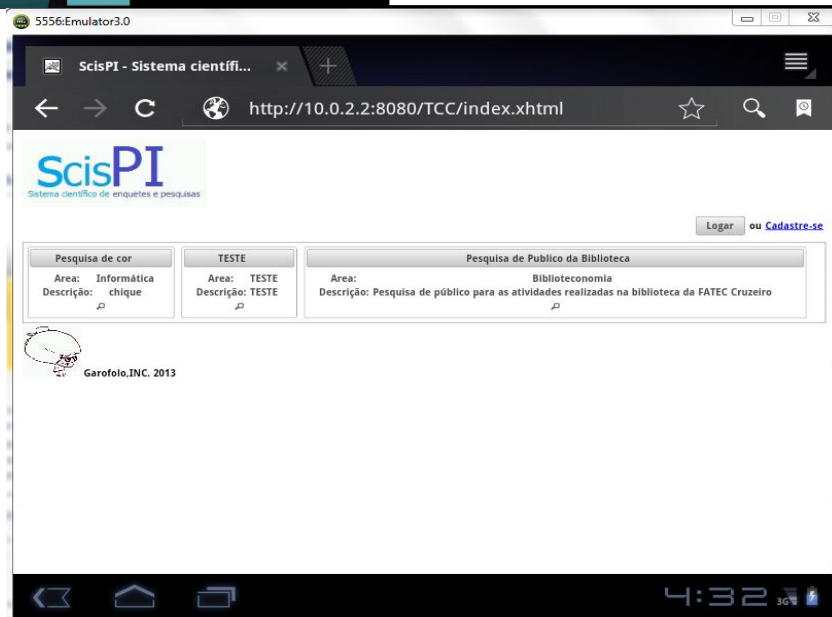 5556:Emulator3.0
ScisPI - Sistema científi...
http://10.0.2.2:8080/TCC/index.xhtml
ScisPI
Sistema científico de enquetes e pesquisas
Logar ou Cadastre-se
Pesquisa de cor
Area: Informática
Descrição: chique
TESTE
Area: TESTE
Descrição: TESTE
Pesquisa de Publico da Biblioteca
Area: Biblioteconomia
Descrição: Pesquisa de público para as atividades realizadas na biblioteca da FATEC Cruzeiro
Garofolo,INC. 2013
4:32 3G